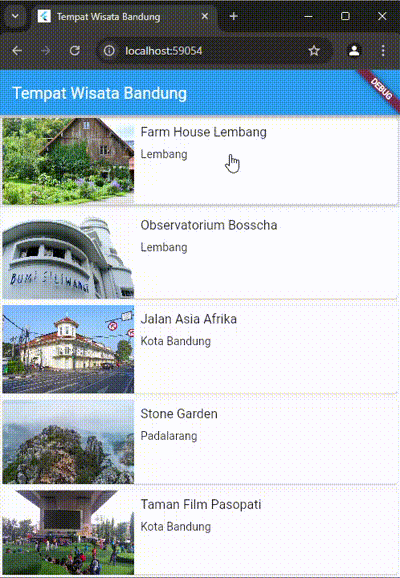 Tempat Wisata Bandung
localhost:59054
Tempat Wisata Bandung
DEBUG
Farm House Lembang
Lembang
Observatorium Bosscha
Lembang
BUMI SILIWANGI
Jalan Asia Afrika
Kota Bandung
Stone Garden
Padalarang
Taman Film Pasopati
Kota Bandung